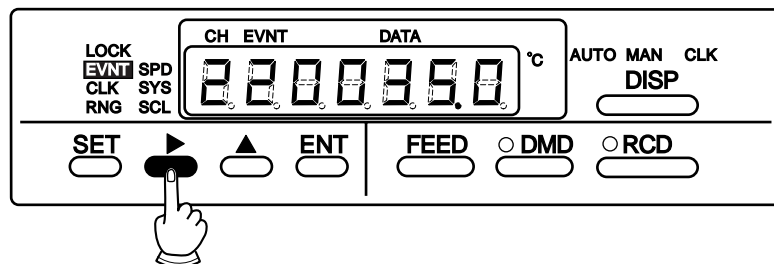 CH EVNT DATA
LOCK
EVNT SPD
CLK SYS
RNG SCL
220035.0 °C
AUTO MAN CLK
DISP
SET ▶ ▲ ENT FEED ○ DMD ○ RCD